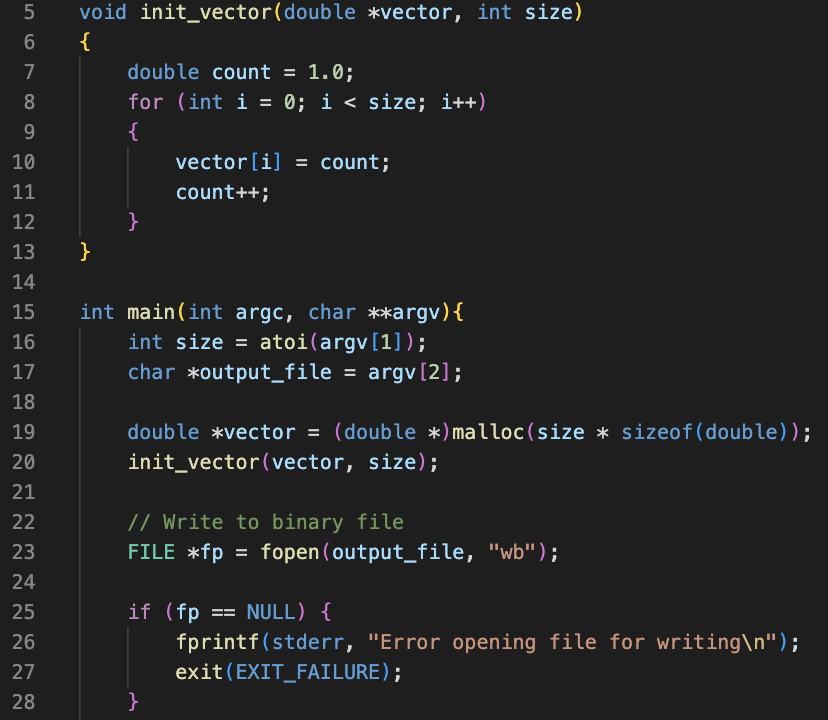 5 void init_vector(double *vector, int size)
6 {
7     double count = 1.0;
8     for (int i = 0; i < size; i++)
9     {
10         vector[i] = count;
11         count++;
12     }
13 }
14
15 int main(int argc, char **argv){
16     int size = atoi(argv[1]);
17     char *output_file = argv[2];
18
19     double *vector = (double *)malloc(size * sizeof(double));
20     init_vector(vector, size);
21
22     // Write to binary file
23     FILE *fp = fopen(output_file, "wb");
24
25     if (fp == NULL) {
26         fprintf(stderr, "Error opening file for writing\n");
27         exit(EXIT_FAILURE);
28     }